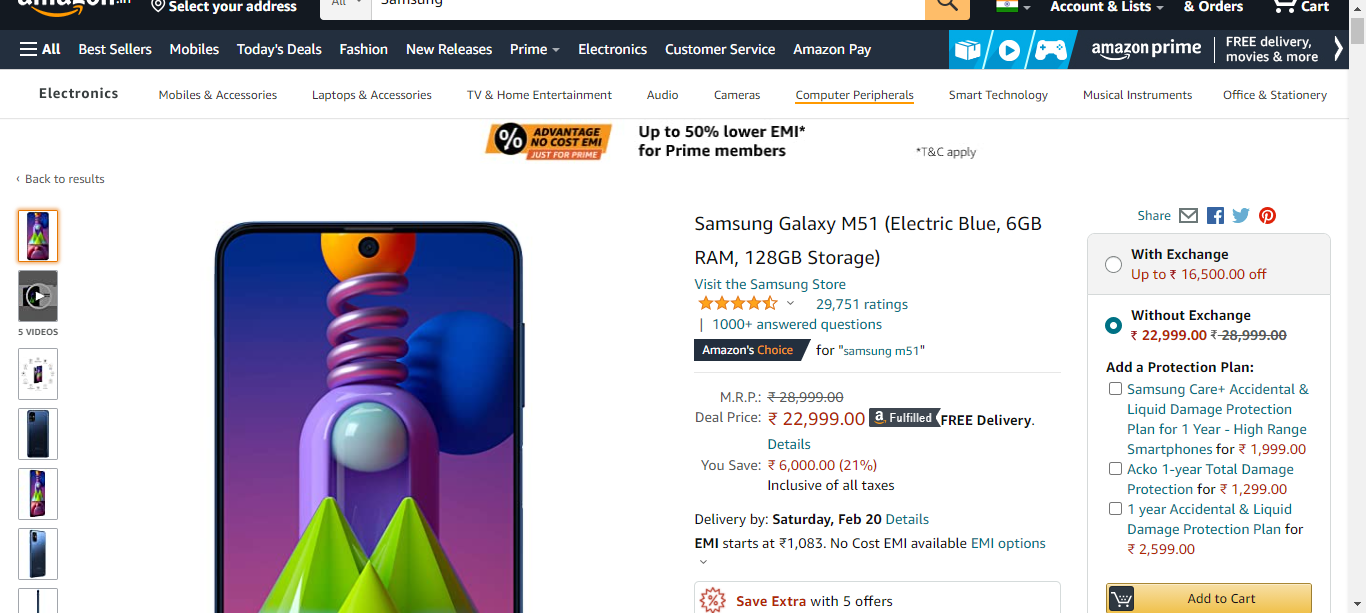 amazon.in
Select your address
All
Samsung
Account & Lists
& Orders
Cart
All
Best Sellers
Mobiles
Today's Deals
Fashion
New Releases
Prime
Electronics
Customer Service
Amazon Pay
amazon prime
FREE delivery,
movies & more
Electronics
Mobiles & Accessories
Laptops & Accessories
TV & Home Entertainment
Audio
Cameras
Computer Peripherals
Smart Technology
Musical Instruments
Office & Stationery
%
ADVANTAGE
NO COST EMI
JUST FOR PRIME
Up to 50% lower EMI*
for Prime members
*T&C apply
‹ Back to results
5 VIDEOS
Samsung Galaxy M51 (Electric Blue, 6GB
RAM, 128GB Storage)
Visit the Samsung Store
29,751 ratings
| 1000+ answered questions
Amazon's Choice for "samsung m51"
M.R.P.: ₹ 28,999.00
Deal Price: ₹ 22,999.00 a Fulfilled FREE Delivery.
Details
You Save: ₹ 6,000.00 (21%)
Inclusive of all taxes
Delivery by: Saturday, Feb 20 Details
EMI starts at ₹1,083. No Cost EMI available EMI options
% Save Extra with 5 offers
Share
With Exchange
Up to ₹ 16,500.00 off
Without Exchange
₹ 22,999.00 ₹ 28,999.00
Add a Protection Plan:
Samsung Care+ Accidental &
Liquid Damage Protection
Plan for 1 Year - High Range
Smartphones for ₹ 1,999.00
Acko 1-year Total Damage
Protection for ₹ 1,299.00
1 year Accidental & Liquid
Damage Protection Plan for
₹ 2,599.00
Add to Cart